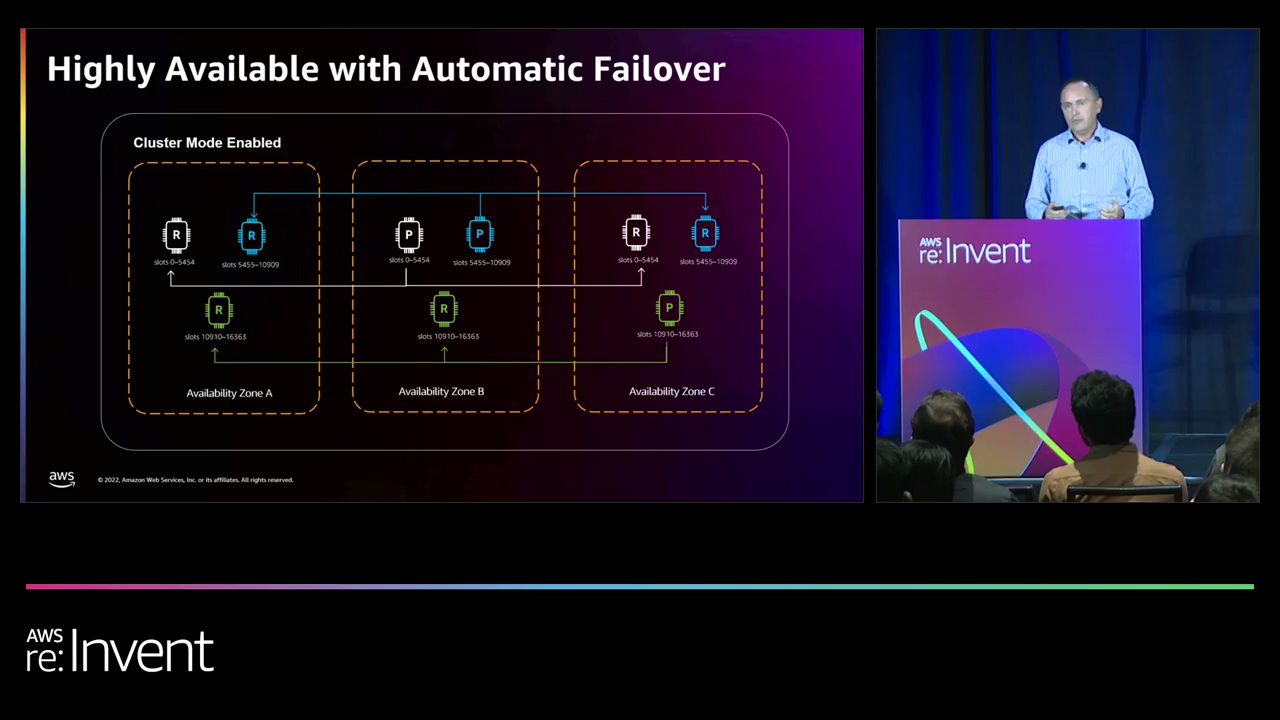 Highly Available with Automatic Failover
Cluster Mode Enabled
R
R
P
P
R
R
slots 0–5454
slots 5455–10909
slots 0–5454
slots 5455–10909
slots 0–5454
slots 5455–10909
R
R
P
slots 10910–16363
slots 10910–16363
slots 10910–16363
Availability Zone A
Availability Zone B
Availability Zone C
aws
© 2022, Amazon Web Services, Inc. or its affiliates. All rights reserved.
AWS
re:Invent
AWS
re:Invent